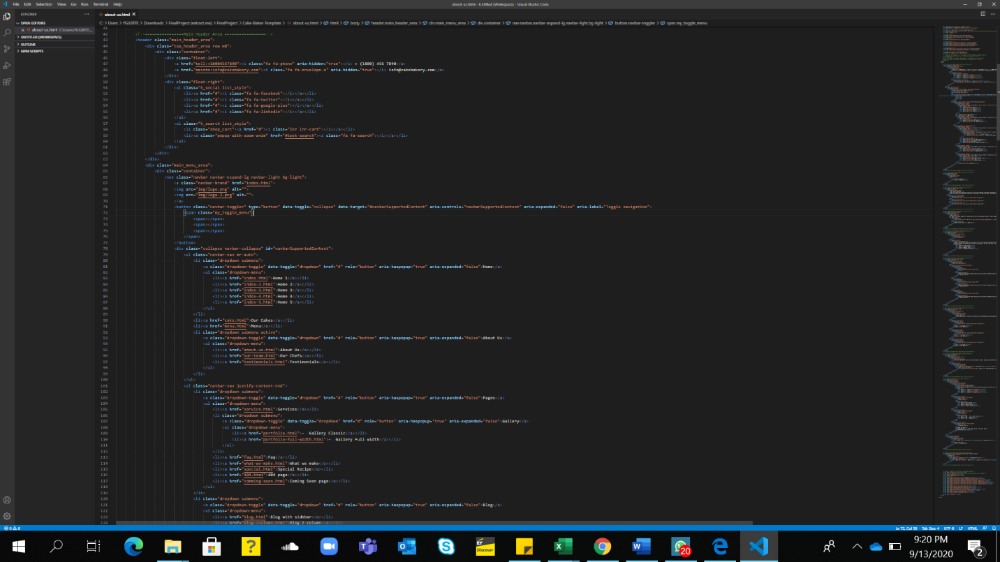 File Edit Selection View Go Run Terminal Help
about-us.html - Untitled (Workspace) - Visual Studio Code
EXPLORER
OPEN EDITORS
about-us.html
UNTITLED (WORKSPACE)
OUTLINE
NPM SCRIPTS
about-us.html
C: > Users > YG328TE > Downloads > FinalProject (extract.me) > FinalProject > Cake-Baker-Template > about-us.html > html > body > header.main_header_area > div.main_menu_area > div.container > nav.navbar.navbar-expand-lg.navbar-light.bg-light > button.navbar-toggler > span.my_toggle_menu
41
42 <!--================Main Header Area =================-->
43 <header class="main_header_area">
44 <div class="top_header_area row m0">
45 <div class="container">
46 <div class="float-left">
47 <a href="tell:+18004567890"><i class="fa fa-phone" aria-hidden="true"></i> + (1800) 456 7890</a>
48 <a href="mainto:info@cakebakery.com"><i class="fa fa-envelope-o" aria-hidden="true"></i> info@cakebakery.com</a>
49 </div>
50 <div class="float-right">
51 <ul class="h_social list_style">
52 <li><a href="#"><i class="fa fa-facebook"></i></a></li>
53 <li><a href="#"><i class="fa fa-twitter"></i></a></li>
54 <li><a href="#"><i class="fa fa-google-plus"></i></a></li>
55 <li><a href="#"><i class="fa fa-linkedin"></i></a></li>
56 </ul>
57 <ul class="h_search list_style">
58 <li class="shop_cart"><a href="#"><i class="lnr lnr-cart"></i></a></li>
59 <li><a class="popup-with-zoom-anim" href="#test-search"><i class="fa fa-search"></i></a></li>
60 </ul>
61 </div>
62 </div>
63 </div>
64 <div class="main_menu_area">
65 <div class="container">
66 <nav class="navbar navbar-expand-lg navbar-light bg-light">
67 <a class="navbar-brand" href="index.html">
68 <img src="img/logo.png" alt="">
69 <img src="img/logo-2.png" alt="">
70 </a>
71 <button class="navbar-toggler" type="button" data-toggle="collapse" data-target="#navbarSupportedContent" aria-controls="navbarSupportedContent" aria-expanded="false" aria-label="Toggle navigation">
72 <span class="my_toggle_menu">
73 <span></span>
74 <span></span>
75 <span></span>
76 </span>
77 </button>
78 <div class="collapse navbar-collapse" id="navbarSupportedContent">
79 <ul class="navbar-nav mr-auto">
80 <li class="dropdown submenu">
81 <a class="dropdown-toggle" data-toggle="dropdown" href="#" role="button" aria-haspopup="true" aria-expanded="false">Home</a>
82 <ul class="dropdown-menu">
83 <li><a href="index.html">Home 1</a></li>
84 <li><a href="index-2.html">Home 2</a></li>
85 <li><a href="index-3.html">Home 3</a></li>
86 <li><a href="index-4.html">Home 4</a></li>
87 <li><a href="index-5.html">Home 5</a></li>
88 </ul>
89 </li>
90 <li><a href="cake.html">Our Cakes</a></li>
91 <li><a href="menu.html">Menu</a></li>
92 <li class="dropdown submenu active">
93 <a class="dropdown-toggle" data-toggle="dropdown" href="#" role="button" aria-haspopup="true" aria-expanded="false">About Us</a>
94 <ul class="dropdown-menu">
95 <li><a href="about-us.html">About Us</a></li>
96 <li><a href="our-team.html">Our Chefs</a></li>
97 <li><a href="testimonials.html">Testimonials</a></li>
98 </ul>
99 </li>
100 </ul>
101 <ul class="navbar-nav justify-content-end">
102 <li class="dropdown submenu">
103 <a class="dropdown-toggle" data-toggle="dropdown" href="#" role="button" aria-haspopup="true" aria-expanded="false">Pages</a>
104 <ul class="dropdown-menu">
105 <li><a href="service.html">Services</a></li>
106 <li class="dropdown submenu">
107 <a class="dropdown-toggle" data-toggle="dropdown" href="#" role="button" aria-haspopup="true" aria-expanded="false">Gallery</a>
108 <ul class="dropdown-menu">
109 <li><a href="portfolio.html">- Gallery Classic</a></li>
110 <li><a href="portfolio-full-width.html">- Gallery Full width</a></li>
111 </ul>
112 </li>
113 <li><a href="faq.html">Faq</a></li>
114 <li><a href="what-we-make.html">What we make</a></li>
115 <li><a href="special.html">Special Recipe</a></li>
116 <li><a href="404.html">404 page</a></li>
117 <li><a href="comming-soon.html">Coming Soon page</a></li>
118 </ul>
119 </li>
120 <li class="dropdown submenu">
121 <a class="dropdown-toggle" data-toggle="dropdown" href="#" role="button" aria-haspopup="true" aria-expanded="false">Blog</a>
122 <ul class="dropdown-menu">
123 <li><a href="blog.html">Blog with sidebar</a></li>
124 <li><a href="blog-2column.html">Blog 2 column</a></li>
0 0
Ln 72, Col 58 Tab Size: 4 UTF-8 LF HTML
EY
Discover
20
9:20 PM
9/13/2020
2